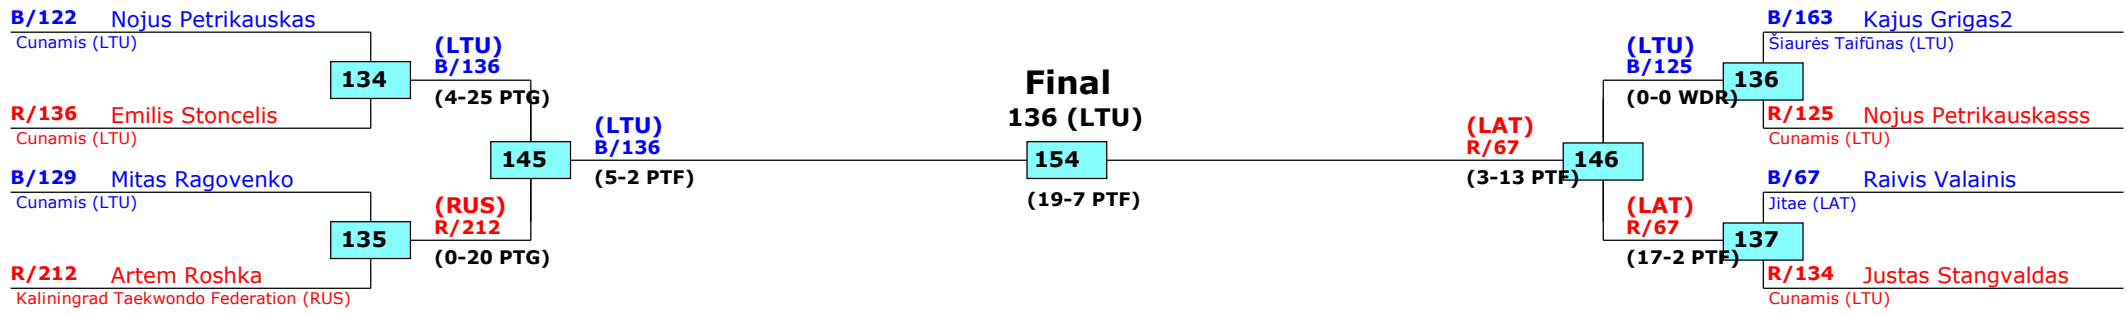 B/122 Nojus Petrikauskas
Cunamis (LTU)
134
(LTU)
B/136
(4-25 PTG)
R/136 Emilis Stoncelis
Cunamis (LTU)
145
(LTU)
B/136
(5-2 PTF)
B/129 Mitas Ragovenko
Cunamis (LTU)
135
(RUS)
R/212
(0-20 PTG)
R/212 Artem Roshka
Kaliningrad Taekwondo Federation (RUS)
Final
136 (LTU)
154
(19-7 PTF)
B/163 Kajus Grigas2
Šiaurės Taifūnas (LTU)
(LTU)
B/125
136
(0-0 WDR)
R/125 Nojus Petrikauskasss
Cunamis (LTU)
(LAT)
R/67
146
(3-13 PTF)
B/67 Raivis Valainis
Jitae (LAT)
(LAT)
R/67
137
(17-2 PTF)
R/134 Justas Stangvaldas
Cunamis (LTU)